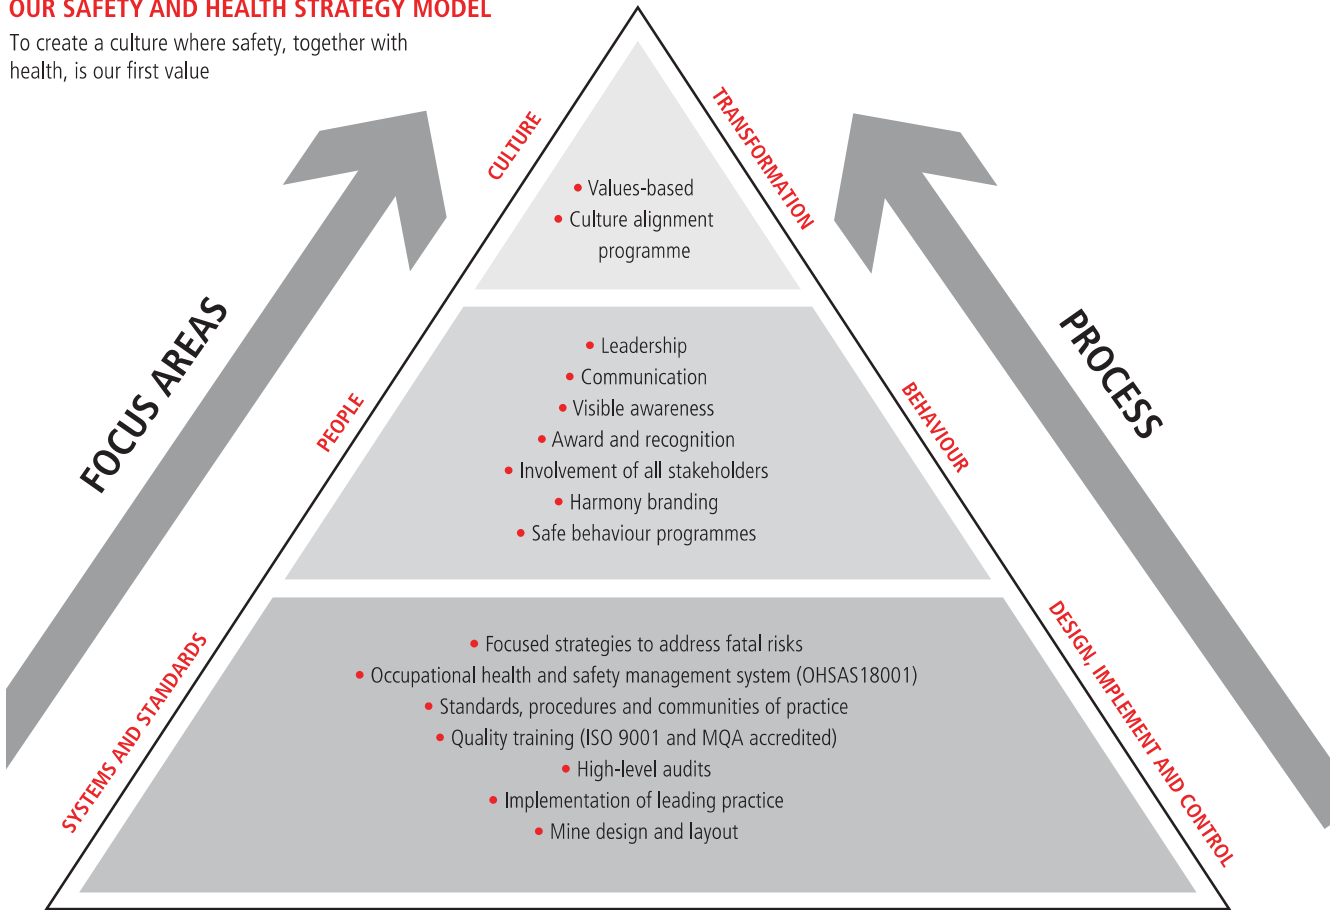 OUR SAFETY AND HEALTH STRATEGY MODEL
To create a culture where safety, together with
health, is our first value
FOCUS AREAS
PROCESS
CULTURE
TRANSFORMATION
• Values-based
• Culture alignment
programme
PEOPLE
BEHAVIOUR
• Leadership
• Communication
• Visible awareness
• Award and recognition
• Involvement of all stakeholders
• Harmony branding
• Safe behaviour programmes
SYSTEMS AND STANDARDS
DESIGN, IMPLEMENT AND CONTROL
• Focused strategies to address fatal risks
• Occupational health and safety management system (OHSAS18001)
• Standards, procedures and communities of practice
• Quality training (ISO 9001 and MQA accredited)
• High-level audits
• Implementation of leading practice
• Mine design and layout